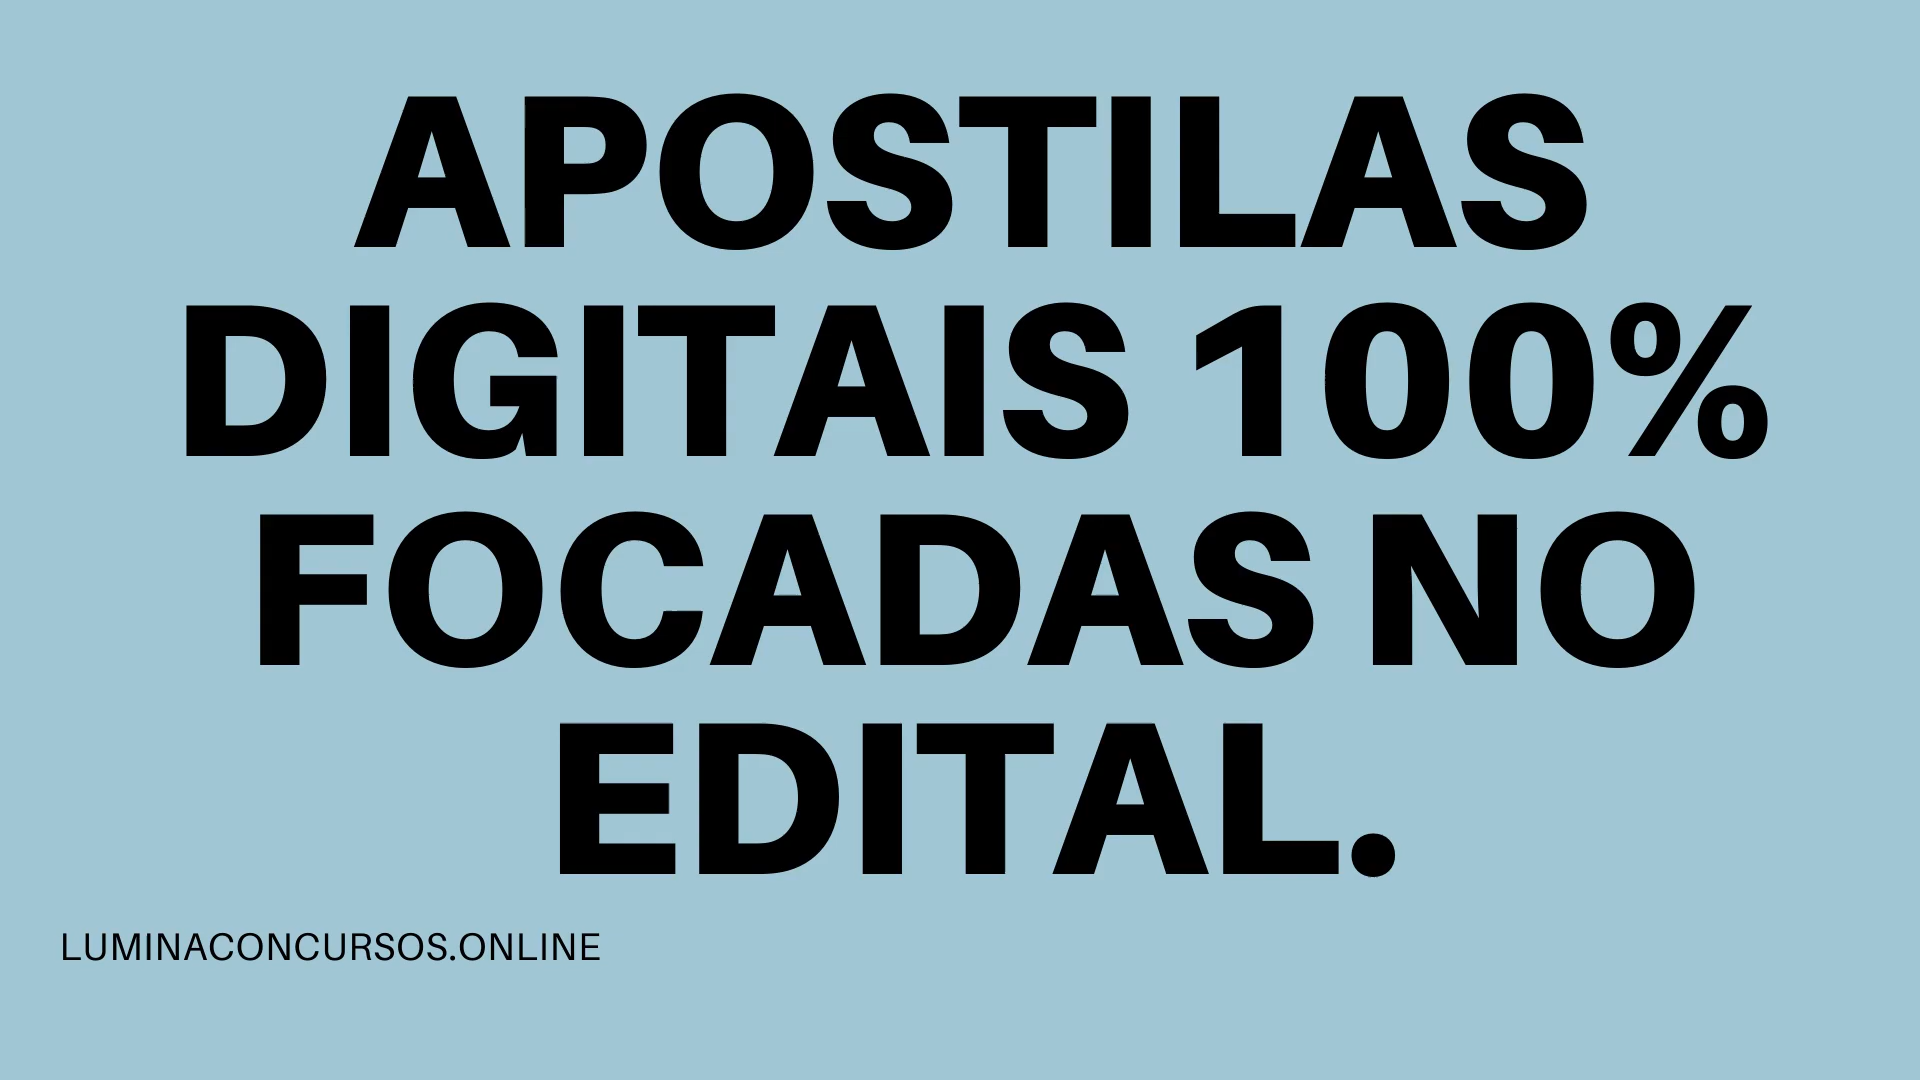 APOSTILAS
DIGITAIS 100%
FOCADAS NO
EDITAL.
LUMINACONCURSOS.ONLINE